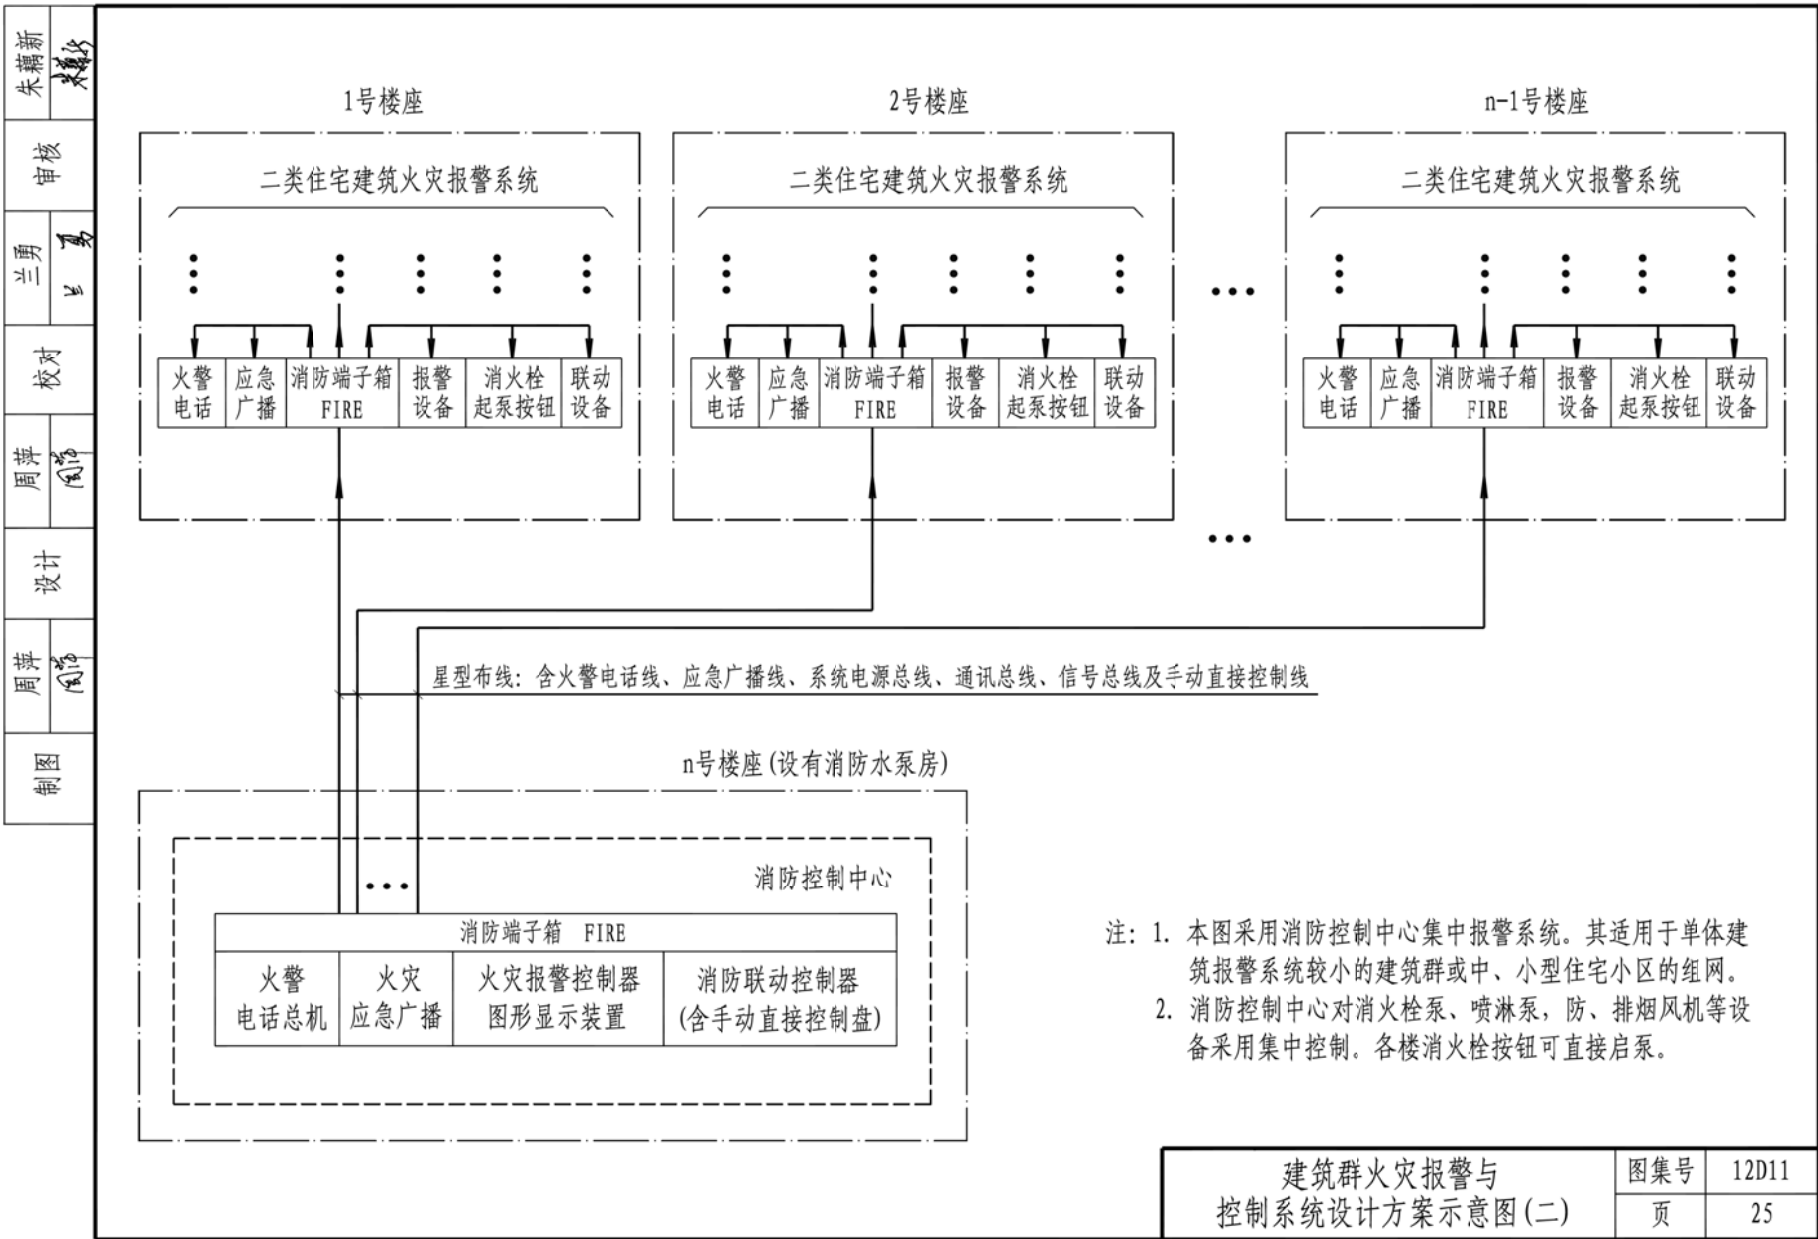 朱藕新
审核
兰勇
校对
周萍
设计
周萍
制图
1号楼座
2号楼座
n-1号楼座
二类住宅建筑火灾报警系统
二类住宅建筑火灾报警系统
二类住宅建筑火灾报警系统
火警
电话
应急
广播
消防端子箱
FIRE
报警
设备
消火栓
起泵按钮
联动
设备
火警
电话
应急
广播
消防端子箱
FIRE
报警
设备
消火栓
起泵按钮
联动
设备
火警
电话
应急
广播
消防端子箱
FIRE
报警
设备
消火栓
起泵按钮
联动
设备
星型布线：含火警电话线、应急广播线、系统电源总线、通讯总线、信号总线及手动直接控制线
n号楼座(设有消防水泵房)
消防控制中心
消防端子箱 FIRE
火警
电话总机
火灾
应急广播
火灾报警控制器
图形显示装置
消防联动控制器
(含手动直接控制盘)
注：1. 本图采用消防控制中心集中报警系统。其适用于单体建
筑报警系统较小的建筑群或中、小型住宅小区的组网。
2. 消防控制中心对消火栓泵、喷淋泵，防、排烟风机等设
备采用集中控制。各楼消火栓按钮可直接启泵。
建筑群火灾报警与
控制系统设计方案示意图(二)
图集号 12D11
页 25